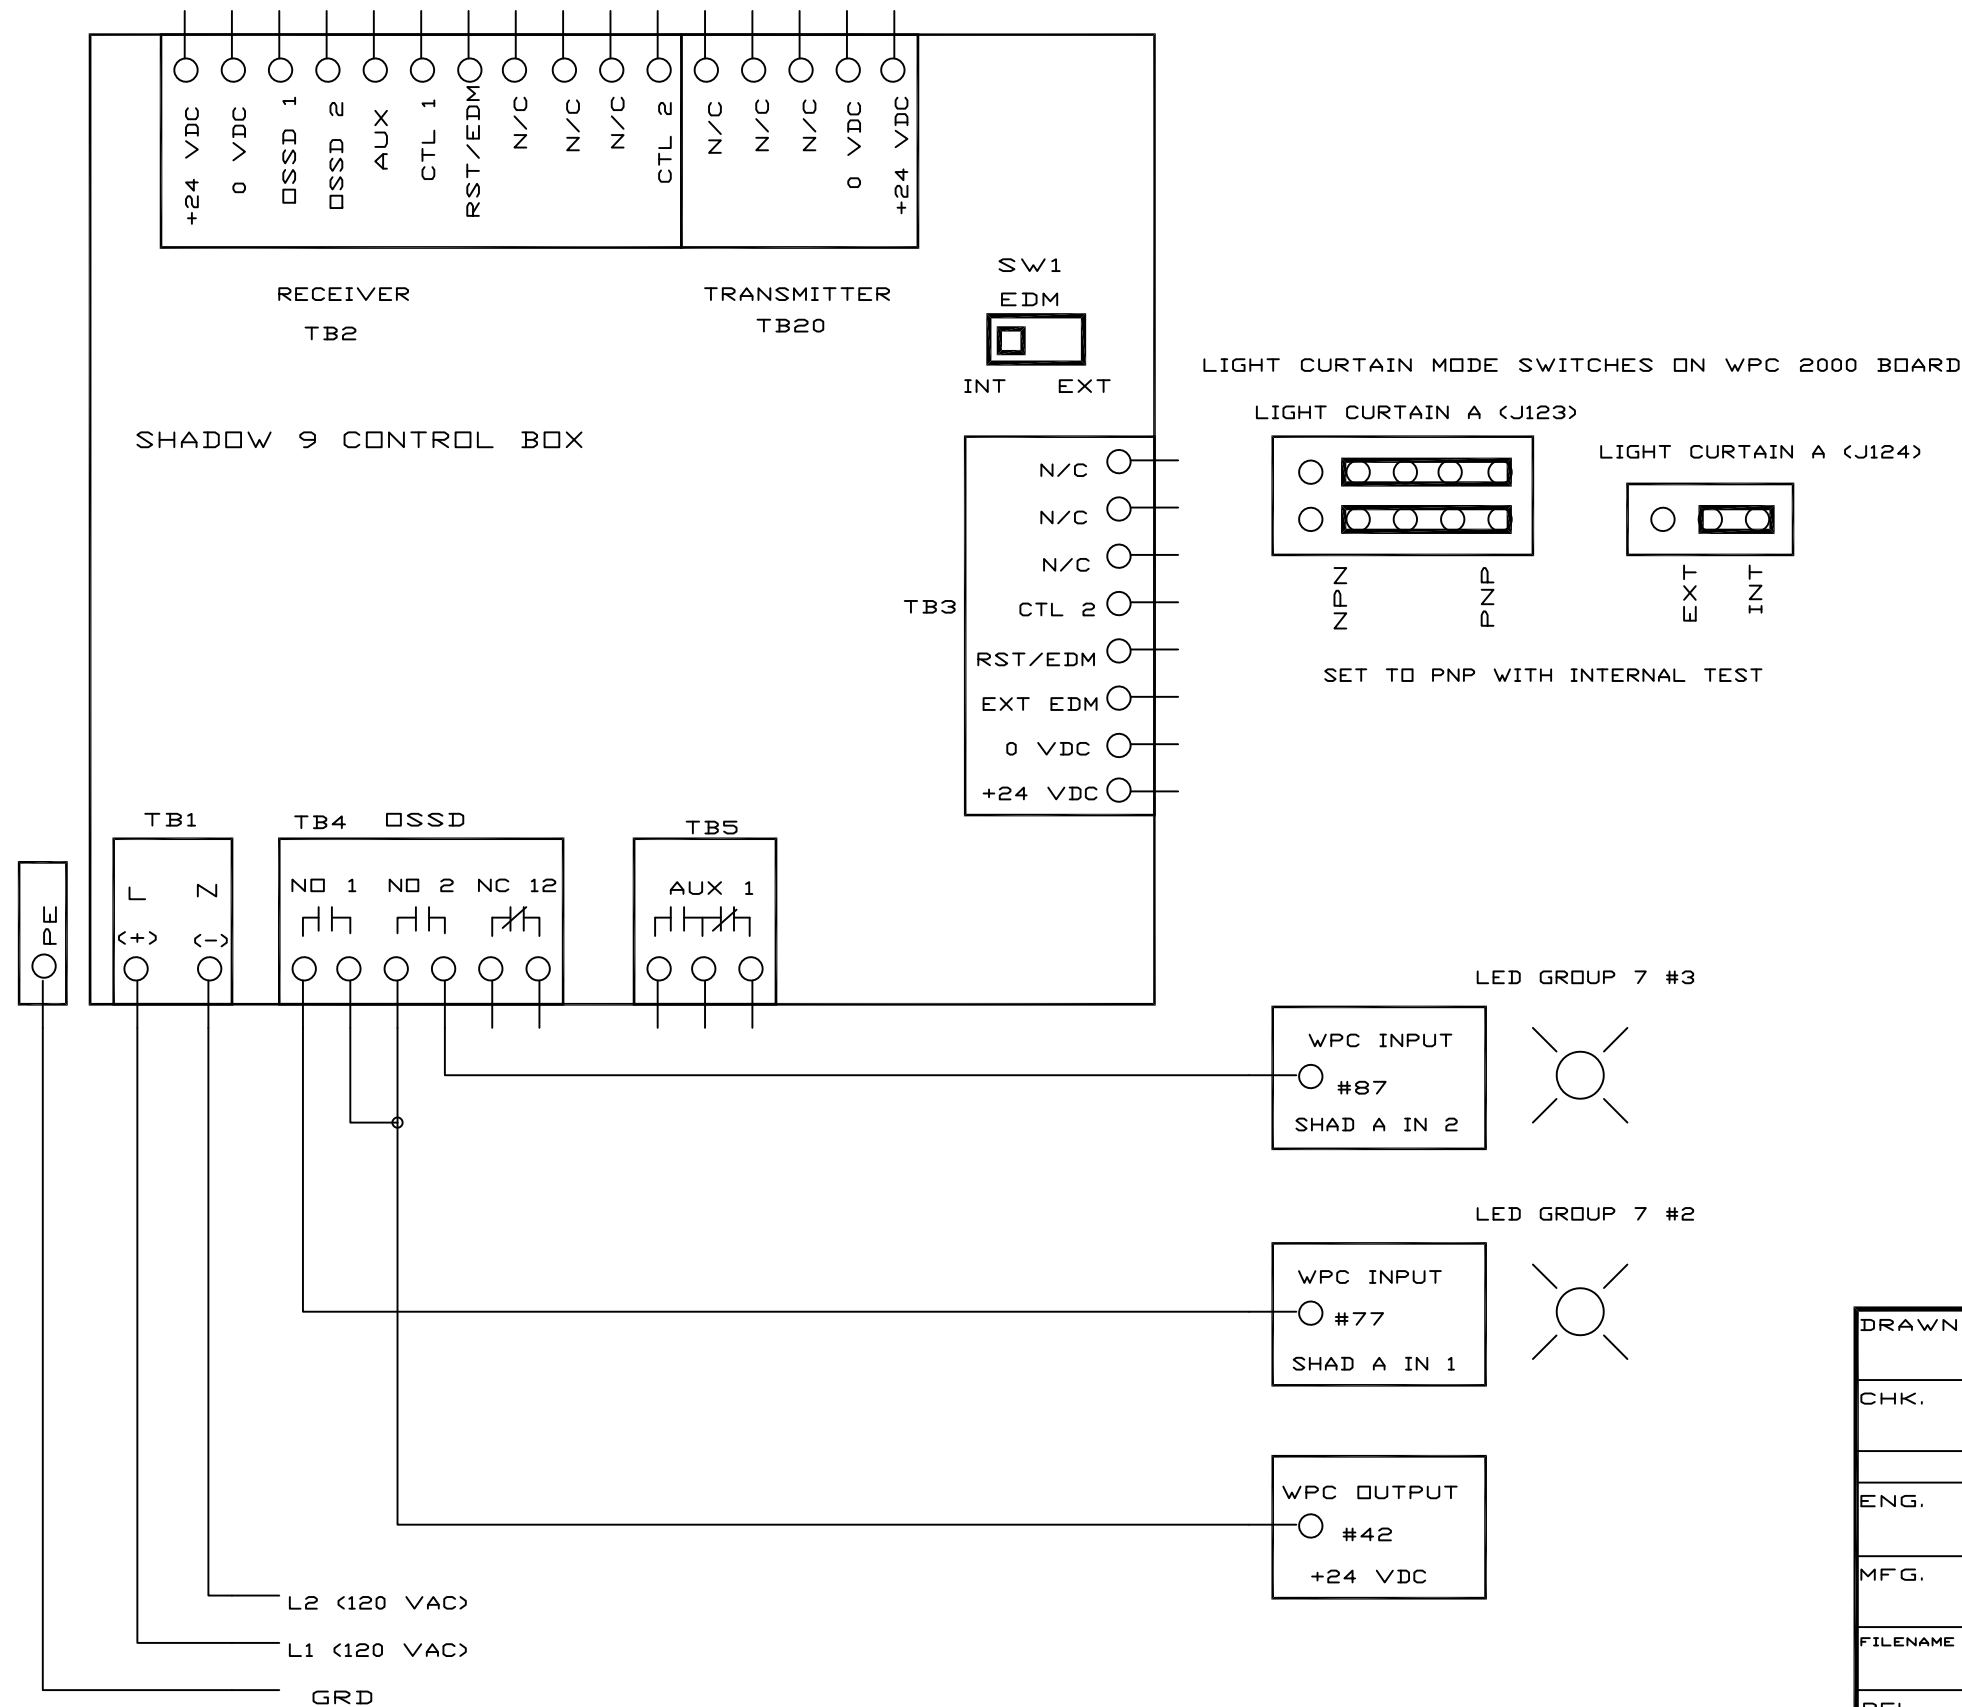 +24 VDC
0 VDC
OSSD 1
OSSD 2
AUX
CTL 1
RST/EDM
N/C
N/C
N/C
CTL 2
N/C
N/C
N/C
0 VDC
+24 VDC
RECEIVER
TB2
TRANSMITTER
TB20
SW1
EDM
INT EXT
SHADOW 9 CONTROL BOX
LIGHT CURTAIN MODE SWITCHES ON WPC 2000 BOARD
LIGHT CURTAIN A (J123)
LIGHT CURTAIN A (J124)
NPN
PNP
EXT
INT
SET TO PNP WITH INTERNAL TEST
TB3
N/C
N/C
N/C
CTL 2
RST/EDM
EXT EDM
0 VDC
+24 VDC
PE
TB1
L
(+)
N
(-)
TB4 OSSD
NO 1 NO 2 NC 12
TB5
AUX 1
LED GROUP 7 #3
WPC INPUT
#87
SHAD A IN 2
LED GROUP 7 #2
WPC INPUT
#77
SHAD A IN 1
WPC OUTPUT
#42
+24 VDC
L2 (120 VAC)
L1 (120 VAC)
GRD
DRAWN
CHK.
ENG.
MFG.
FILENAME